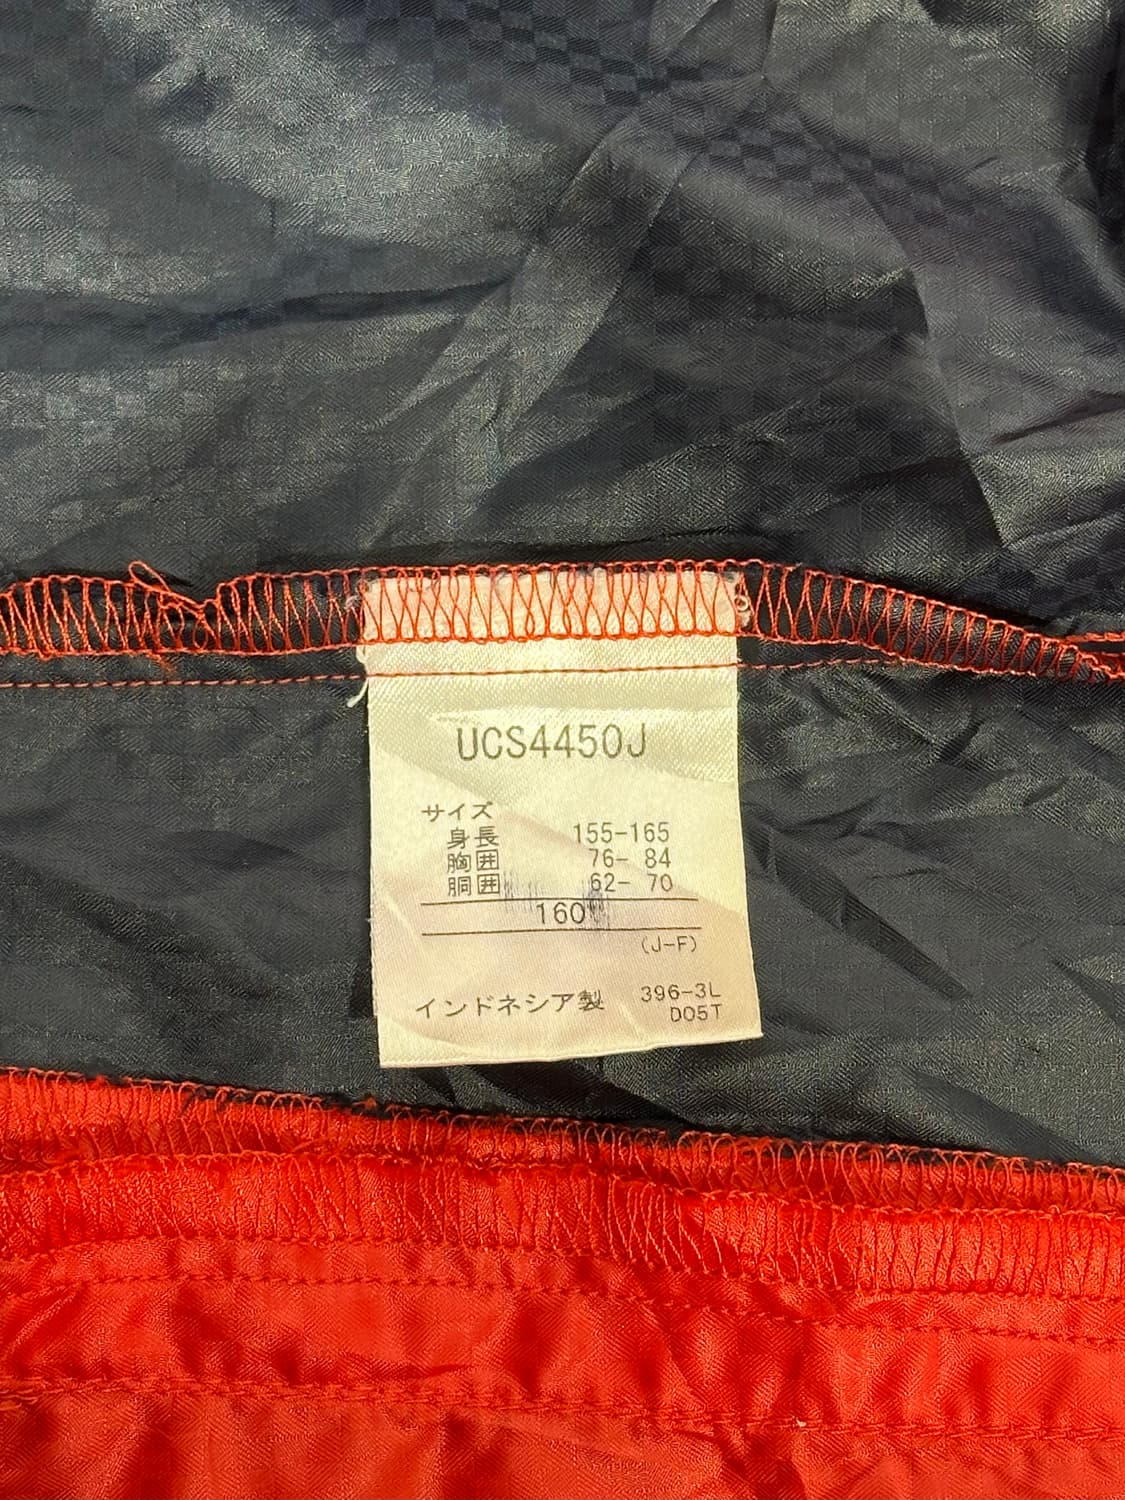 UCS4450J
サイズ
身長 155-165
胸囲 76- 84
胴囲 62- 70
160
(J-F)
インドネシア製 396-3L
D05T